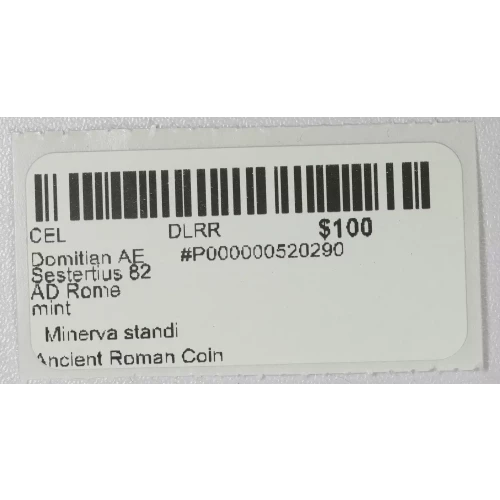 CEL DLRR $100
Domitian AE #P000000520290
Sestertius 82
AD Rome
mint
Minerva standi
Ancient Roman Coin